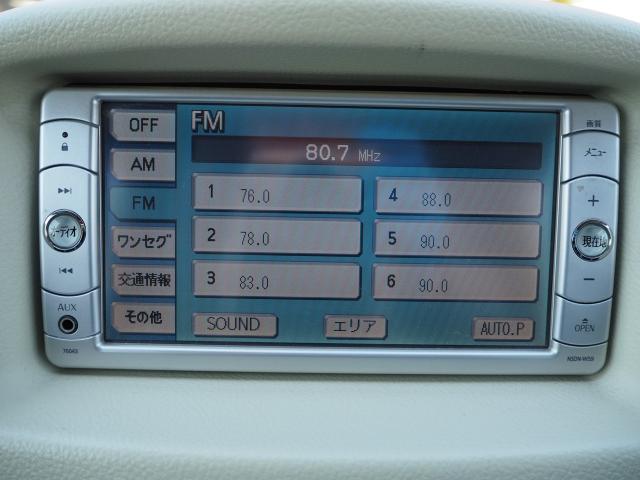 OFF
FM
画質
80.7 MHz
メニュー
AM
FM
1 76.0
4 88.0
オーディオ
ワンセグ
2 78.0
5 90.0
現在地
交通情報
3 83.0
6 90.0
AUX
その他
SOUND
エリア
AUTO.P
OPEN
76043
NSDN-W59